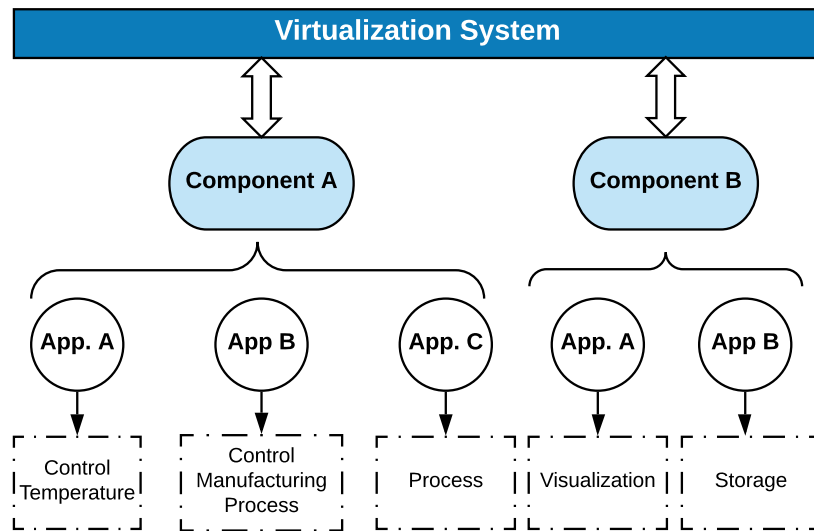 Virtualization System
Component A
Component B
App. A
App B
App. C
App. A
App B
Control
Temperature
Control
Manufacturing
Process
Process
Visualization
Storage